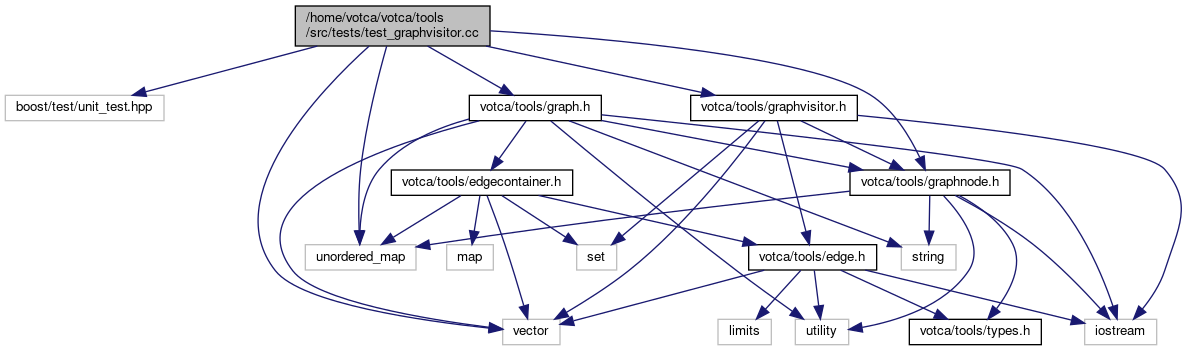 /home/votca/votca/tools
/src/tests/test_graphvisitor.cc
boost/test/unit_test.hpp
votca/tools/graph.h
votca/tools/graphvisitor.h
votca/tools/edgecontainer.h
votca/tools/graphnode.h
unordered_map
map
set
votca/tools/edge.h
string
vector
limits
utility
votca/tools/types.h
iostream